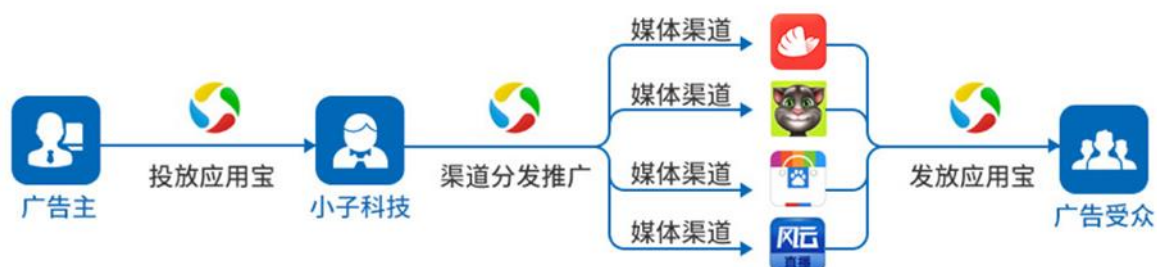 媒体渠道
媒体渠道
投放应用宝
渠道分发推广
发放应用宝
媒体渠道
广告主
小子科技
广告受众
媒体渠道
风云
直播